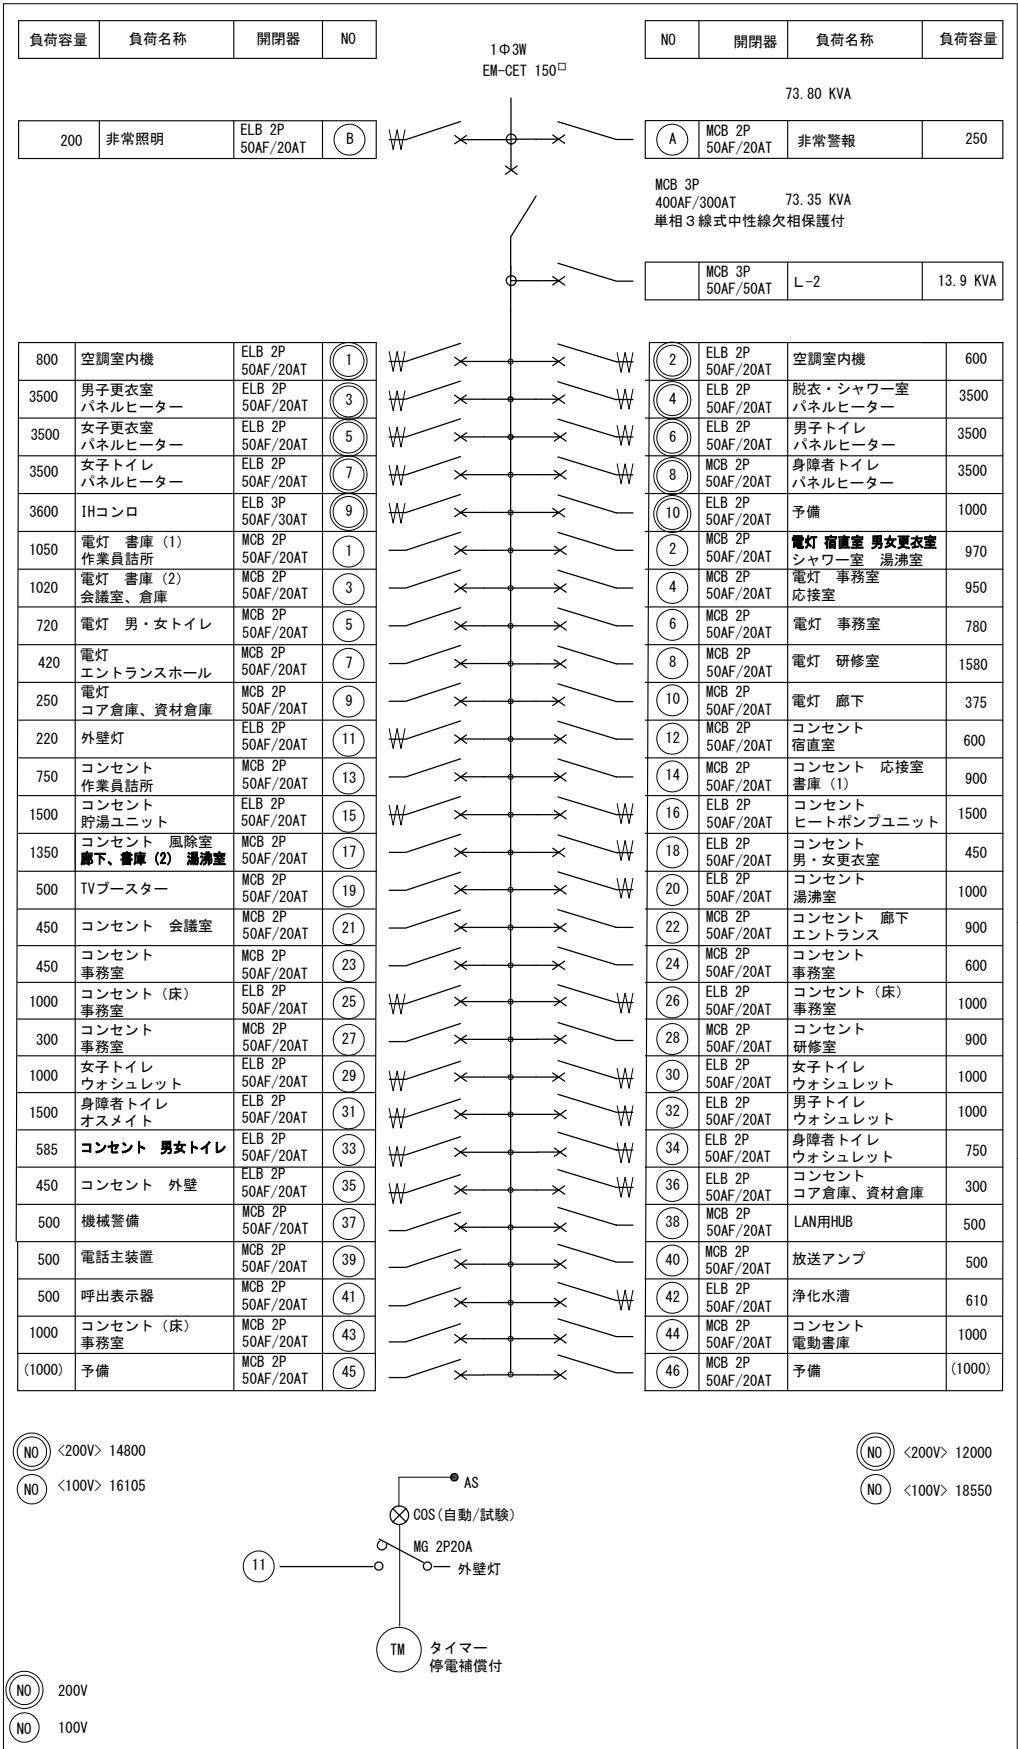 負荷容量 負荷名称 開閉器 NO
1Φ3W
EM-CET 150□
NO 開閉器 負荷名称 負荷容量
73.80 KVA
200 非常照明 ELB 2P 50AF/20AT B
A MCB 2P 50AF/20AT 非常警報 250
MCB 3P
400AF/300AT 73.35 KVA
単相3線式中性線欠相保護付
MCB 3P 50AF/50AT L-2 13.9 KVA
800 空調室内機 ELB 2P 50AF/20AT 1
3500 男子更衣室 パネルヒーター ELB 2P 50AF/20AT 3
3500 女子更衣室 パネルヒーター ELB 2P 50AF/20AT 5
3500 女子トイレ パネルヒーター ELB 2P 50AF/20AT 7
3600 IHコンロ ELB 3P 50AF/30AT 9
1050 電灯 書庫(1) 作業員詰所 MCB 2P 50AF/20AT 1
1020 電灯 書庫(2) 会議室、倉庫 MCB 2P 50AF/20AT 3
720 電灯 男・女トイレ MCB 2P 50AF/20AT 5
420 電灯 エントランスホール MCB 2P 50AF/20AT 7
250 電灯 コア倉庫、資材倉庫 MCB 2P 50AF/20AT 9
220 外壁灯 ELB 2P 50AF/20AT 11
750 コンセント 作業員詰所 MCB 2P 50AF/20AT 13
1500 コンセント 貯湯ユニット ELB 2P 50AF/20AT 15
1350 コンセント 風除室 廊下、書庫(2) 湯沸室 MCB 2P 50AF/20AT 17
500 TVブースター MCB 2P 50AF/20AT 19
450 コンセント 会議室 MCB 2P 50AF/20AT 21
450 コンセント 事務室 MCB 2P 50AF/20AT 23
1000 コンセント(床) 事務室 ELB 2P 50AF/20AT 25
300 コンセント 事務室 MCB 2P 50AF/20AT 27
1000 女子トイレ ウォシュレット ELB 2P 50AF/20AT 29
1500 身障者トイレ オスメイト ELB 2P 50AF/20AT 31
585 コンセント 男女トイレ ELB 2P 50AF/20AT 33
450 コンセント 外壁 ELB 2P 50AF/20AT 35
500 機械警備 MCB 2P 50AF/20AT 37
500 電話主装置 MCB 2P 50AF/20AT 39
500 呼出表示器 MCB 2P 50AF/20AT 41
1000 コンセント(床) 事務室 MCB 2P 50AF/20AT 43
(1000) 予備 MCB 2P 50AF/20AT 45
2 ELB 2P 50AF/20AT 空調室内機 600
4 ELB 2P 50AF/20AT 脱衣・シャワー室 パネルヒーター 3500
6 ELB 2P 50AF/20AT 男子トイレ パネルヒーター 3500
8 MCB 2P 50AF/20AT 身障者トイレ パネルヒーター 3500
10 ELB 2P 50AF/20AT 予備 1000
2 MCB 2P 50AF/20AT 電灯 宿直室 男女更衣室 シャワー室 湯沸室 970
4 MCB 2P 50AF/20AT 電灯 事務室 応接室 950
6 MCB 2P 50AF/20AT 電灯 事務室 780
8 MCB 2P 50AF/20AT 電灯 研修室 1580
10 MCB 2P 50AF/20AT 電灯 廊下 375
12 MCB 2P 50AF/20AT コンセント 宿直室 600
14 MCB 2P 50AF/20AT コンセント 応接室 書庫(1) 900
16 ELB 2P 50AF/20AT コンセント ヒートポンプユニット 1500
18 ELB 2P 50AF/20AT コンセント 男・女更衣室 450
20 ELB 2P 50AF/20AT コンセント 湯沸室 1000
22 MCB 2P 50AF/20AT コンセント 廊下 エントランス 900
24 MCB 2P 50AF/20AT コンセント 事務室 600
26 ELB 2P 50AF/20AT コンセント(床) 事務室 1000
28 MCB 2P 50AF/20AT コンセント 研修室 900
30 ELB 2P 50AF/20AT 女子トイレ ウォシュレット 1000
32 ELB 2P 50AF/20AT 男子トイレ ウォシュレット 1000
34 ELB 2P 50AF/20AT 身障者トイレ ウォシュレット 750
36 ELB 2P 50AF/20AT コンセント コア倉庫、資材倉庫 300
38 MCB 2P 50AF/20AT LAN用HUB 500
40 MCB 2P 50AF/20AT 放送アンプ 500
42 ELB 2P 50AF/20AT 浄化水漕 610
44 MCB 2P 50AF/20AT コンセント 電動書庫 1000
46 MCB 2P 50AF/20AT 予備 (1000)
NO <200V> 14800
NO <100V> 16105
NO <200V> 12000
NO <100V> 18550
AS
COS(自動/試験)
MG 2P20A
11 外壁灯
TM タイマー
停電補償付
NO 200V
NO 100V